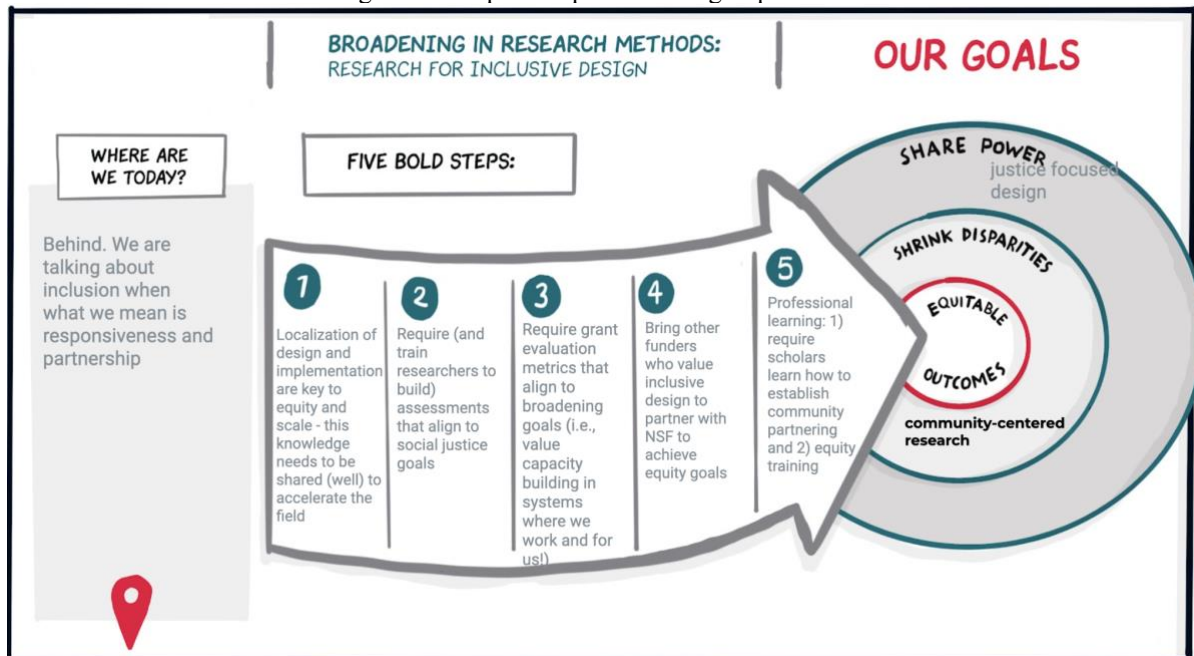 BROADENING IN RESEARCH METHODS:
RESEARCH FOR INCLUSIVE DESIGN
OUR GOALS
WHERE ARE
WE TODAY?
Behind. We are
talking about
inclusion when
what we mean is
responsiveness and
partnership
FIVE BOLD STEPS:
1
Localization of
design and
implementation
are key to
equity and
scale - this
knowledge
needs to be
shared (well) to
accelerate the
field
2
Require (and
train
researchers to
build)
assessments
that align to
social justice
goals
3
Require grant
evaluation
metrics that
align to
broadening
goals (i.e.,
value
capacity
building in
systems
where we
work and for
us!)
4
Bring other
funders
who value
inclusive
design to
partner with
NSF to
achieve
equity goals
5
Professional
learning: 1)
require
scholars
learn how to
establish
community
partnering
and 2) equity
training
SHARE POWER
justice focused
design
SHRINK DISPARITIES
EQUITABLE
OUTCOMES
community-centered
research